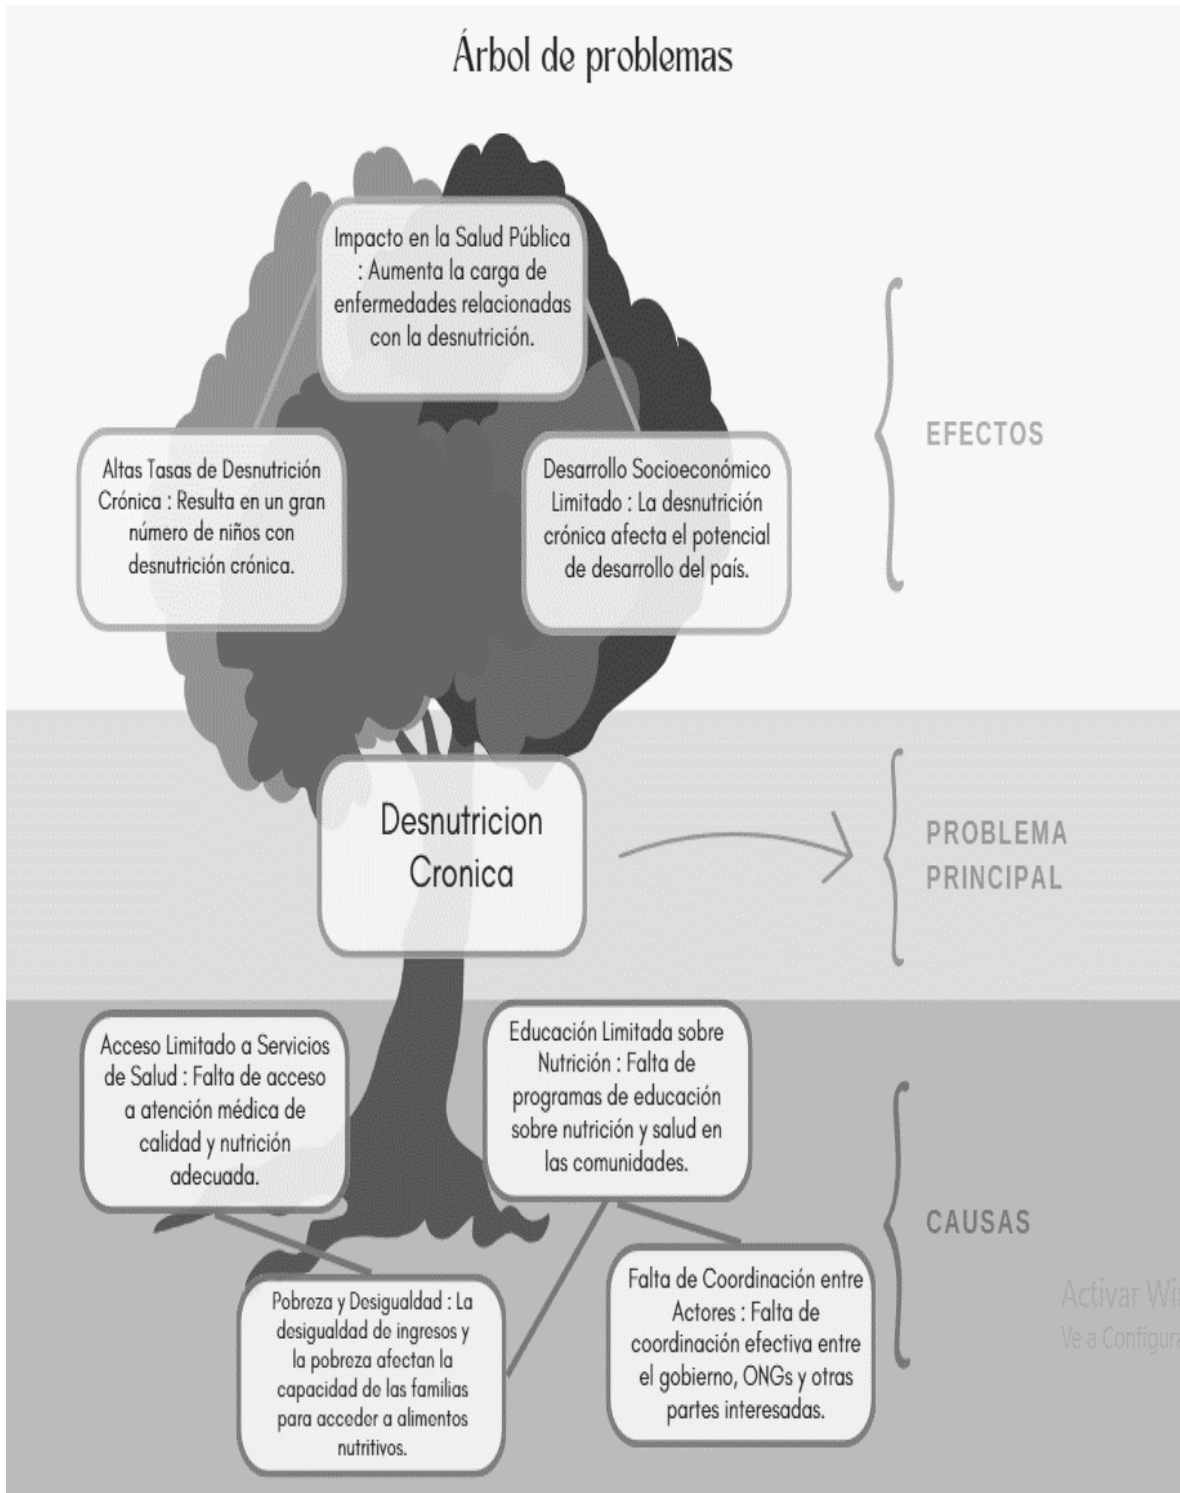 Árbol de problemas
Impacto en la Salud Pública
: Aumenta la carga de
enfermedades relacionadas
con la desnutrición.
Altas Tasas de Desnutrición
Crónica : Resulta en un gran
número de niños con
desnutrición crónica.
Desarrollo Socioeconómico
Limitado : La desnutrición
crónica afecta el potencial
de desarrollo del país.
EFECTOS
Desnutricion
Cronica
PROBLEMA
PRINCIPAL
Acceso Limitado a Servicios
de Salud : Falta de acceso
a atención médica de
calidad y nutrición
adecuada.
Educación Limitada sobre
Nutrición : Falta de
programas de educación
sobre nutrición y salud en
las comunidades.
CAUSAS
Pobreza y Desigualdad : La
desigualdad de ingresos y
la pobreza afectan la
capacidad de las familias
para acceder a alimentos
nutritivos.
Falta de Coordinación entre
Actores : Falta de
coordinación efectiva entre
el gobierno, ONGs y otras
partes interesadas.
Activar Wi
Ve a Configura